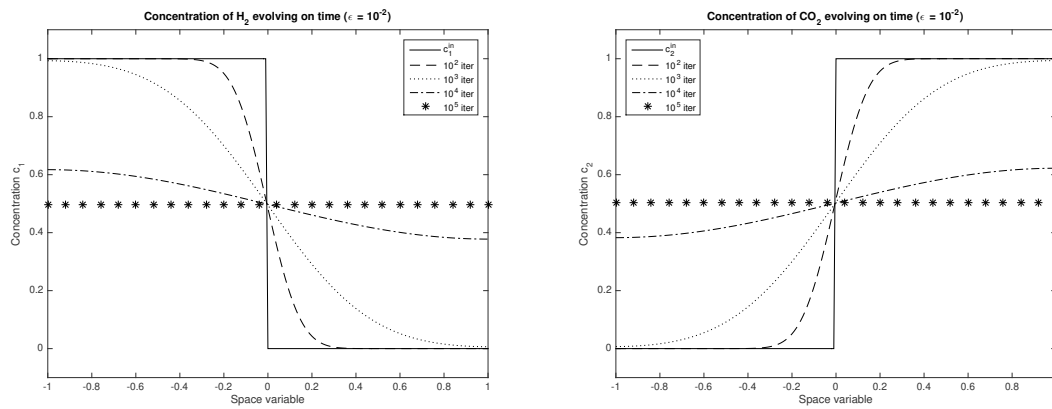 Concentration of H2 evolving on time (ϵ = 10-2)
Concentration c1
1
0.8
0.6
0.4
0.2
0
-1 -0.8 -0.6 -0.4 -0.2 0 0.2 0.4 0.6 0.8 1
Space variable
c1in
102 iter
103 iter
104 iter
105 iter
Concentration of CO2 evolving on time (ϵ = 10-2)
Concentration c2
1
0.8
0.6
0.4
0.2
0
-1 -0.8 -0.6 -0.4 -0.2 0 0.2 0.4 0.6 0.8 1
Space variable
c2in
102 iter
103 iter
104 iter
105 iter